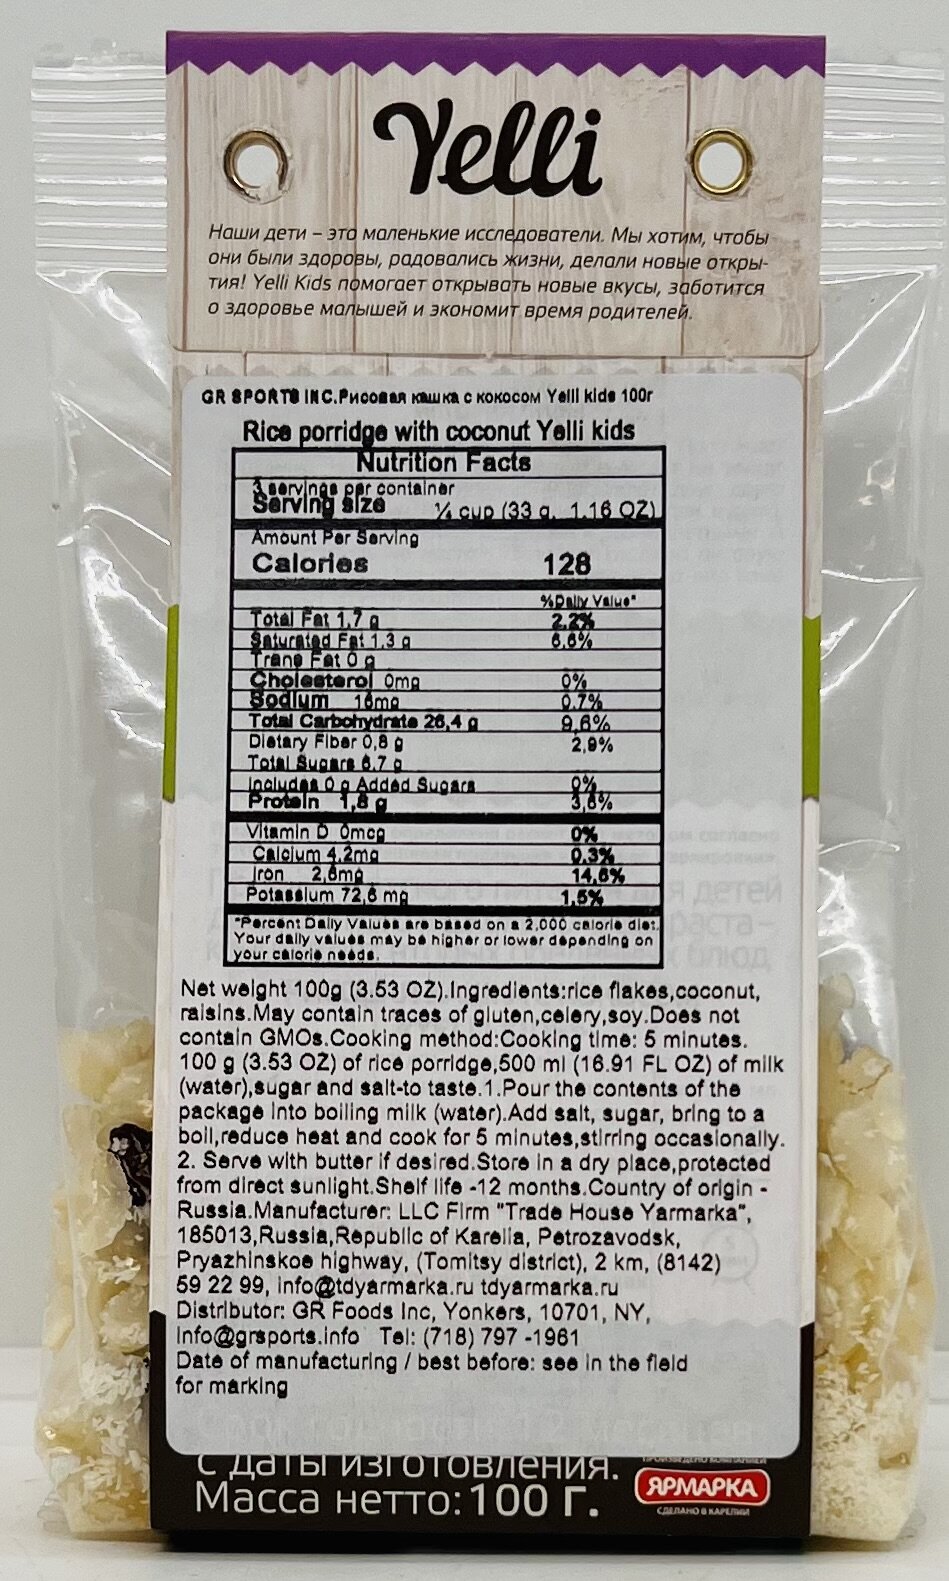 Yelli
Наши дети – это маленькие исследователи. Мы хотим, чтобы
они были здоровы, радовались жизни, делали новые откры-
тия! Yelli Kids помогает открывать новые вкусы, заботится
о здоровье малышей и экономит время родителей.
GR SPORTS INC.Рисовая кашка с кокосом Yelli kids 100г
Rice porridge with coconut Yelli kids
Nutrition Facts
3 servings per container
Serving size ¼ cup (33 g, 1.16 OZ)
Amount Per Serving
Calories 128
%Daily Value*
Total Fat 1,7 g 2.2%
Saturated Fat 1,3 g 6,6%
Trans Fat 0 g
Cholesterol 0mg 0%
Sodium 16mg 0.7%
Total Carbohydrate 26,4 g 9,6%
Dietary Fiber 0,8 g 2,9%
Total Sugars 6.7 g
Includes 0 g Added Sugars 0%
Protein 1,8 g 3,6%
Vitamin D 0mcg 0%
Calcium 4,2mg 0.3%
Iron 2,6mg 14,6%
Potassium 72,6 mg 1,5%
*Percent Daily Values are based on a 2,000 calorie diet.
Your daily values may be higher or lower depending on
your calorie needs.
Net weight 100g (3.53 OZ).Ingredients:rice flakes,coconut,
raisins.May contain traces of gluten,celery,soy.Does not
contain GMOs.Cooking method:Cooking time: 5 minutes.
100 g (3.53 OZ) of rice porridge,500 ml (16.91 FL OZ) of milk
(water),sugar and salt-to taste.1.Pour the contents of the
package into boiling milk (water).Add salt, sugar, bring to a
boil,reduce heat and cook for 5 minutes,stirring occasionally.
2. Serve with butter if desired.Store in a dry place,protected
from direct sunlight.Shelf life -12 months.Country of origin -
Russia.Manufacturer: LLC Firm "Trade House Yarmarka",
185013,Russia,Republic of Karelia, Petrozavodsk,
Pryazhinskoe highway, (Tomitsy district), 2 km, (8142)
59 22 99, info@tdyarmarka.ru tdyarmarka.ru
Distributor: GR Foods Inc, Yonkers, 10701, NY,
Info@grsports.info Tel: (718) 797 -1961
Date of manufacturing / best before: see in the field
for marking
с даты изготовления.
Масса нетто: 100 г.
ЯРМАРКА
СДЕЛАНО В КАРЕЛИИ